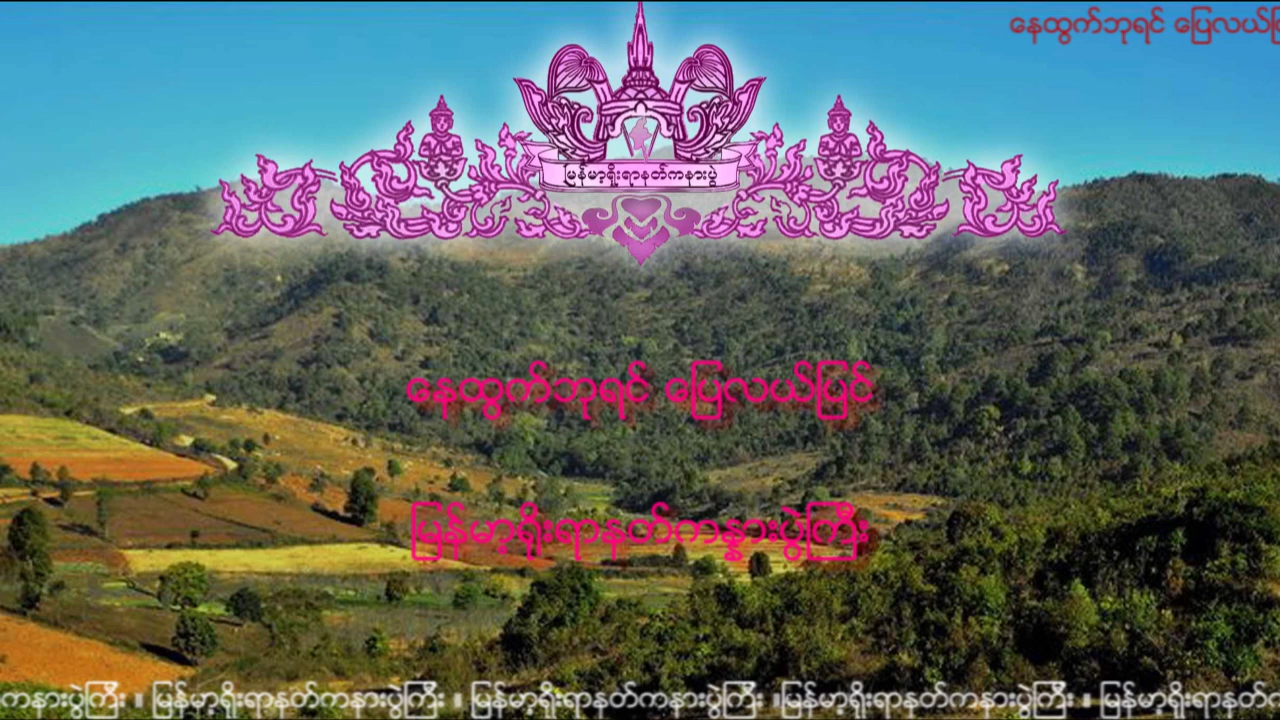 နေထွက်ဘုရင် ပြေလယ်ပြ
မြန်မာ့ရိုးရာနတ်ကနားပွဲ
နေထွက်ဘုရင် ပြေလယ်ပြင်
မြန်မာ့ရိုးရာနတ်ကန္နားပွဲကြီး
ကနားပွဲကြီး ။ မြန်မာ့ရိုးရာနတ်ကနားပွဲကြီး ။ မြန်မာ့ရိုးရာနတ်ကနားပွဲကြီး ။မြန်မာ့ရိုးရာနတ်ကနားပွဲကြီး ။ မြန်မာ့ရိုးရာနတ်